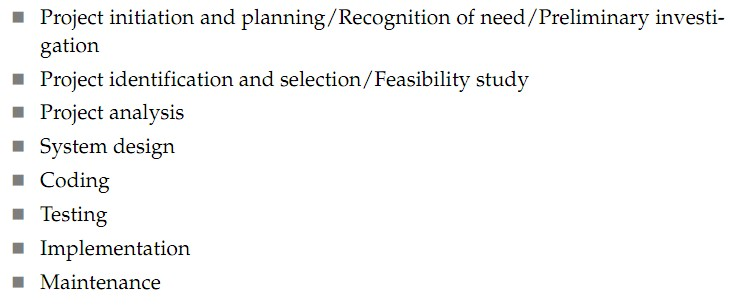 ■ Project initiation and planning/Recognition of need/Preliminary investi-
gation
■ Project identification and selection/Feasibility study
■ Project analysis
■ System design
■ Coding
■ Testing
■ Implementation
■ Maintenance